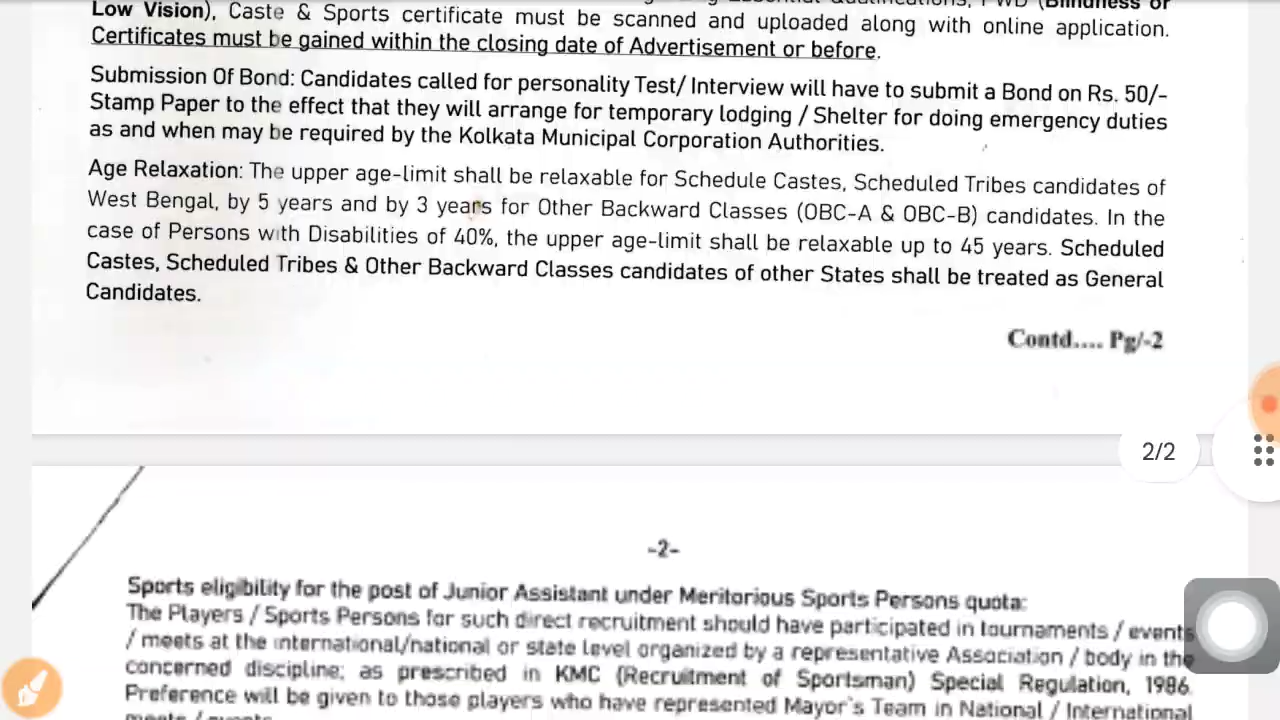 Low Vision), Caste & Sports certificate must be scanned and uploaded along with online application.
Certificates must be gained within the closing date of Advertisement or before.
Submission Of Bond: Candidates called for personality Test/ Interview will have to submit a Bond on Rs. 50/-
Stamp Paper to the effect that they will arrange for temporary lodging / Shelter for doing emergency duties
as and when may be required by the Kolkata Municipal Corporation Authorities.
Age Relaxation: The upper age-limit shall be relaxable for Schedule Castes, Scheduled Tribes candidates of
West Bengal, by 5 years and by 3 years for Other Backward Classes (OBC-A & OBC-B) candidates. In the
case of Persons with Disabilities of 40%, the upper age-limit shall be relaxable up to 45 years. Scheduled
Castes, Scheduled Tribes & Other Backward Classes candidates of other States shall be treated as General
Candidates.
Contd.... Pg/-2
2/2
-2-
Sports eligibility for the post of Junior Assistant under Meritorious Sports Persons quota:
The Players / Sports Persons for such direct recruitment should have participated in tournaments / events
/ meets at the international/national or state level organized by a representative Association / body in the
concerned discipline; as prescribed in KMC (Recruitment of Sportsman) Special Regulation, 1986.
Preference will be given to those players who have represented Mayor's Team in National / International
meets / events